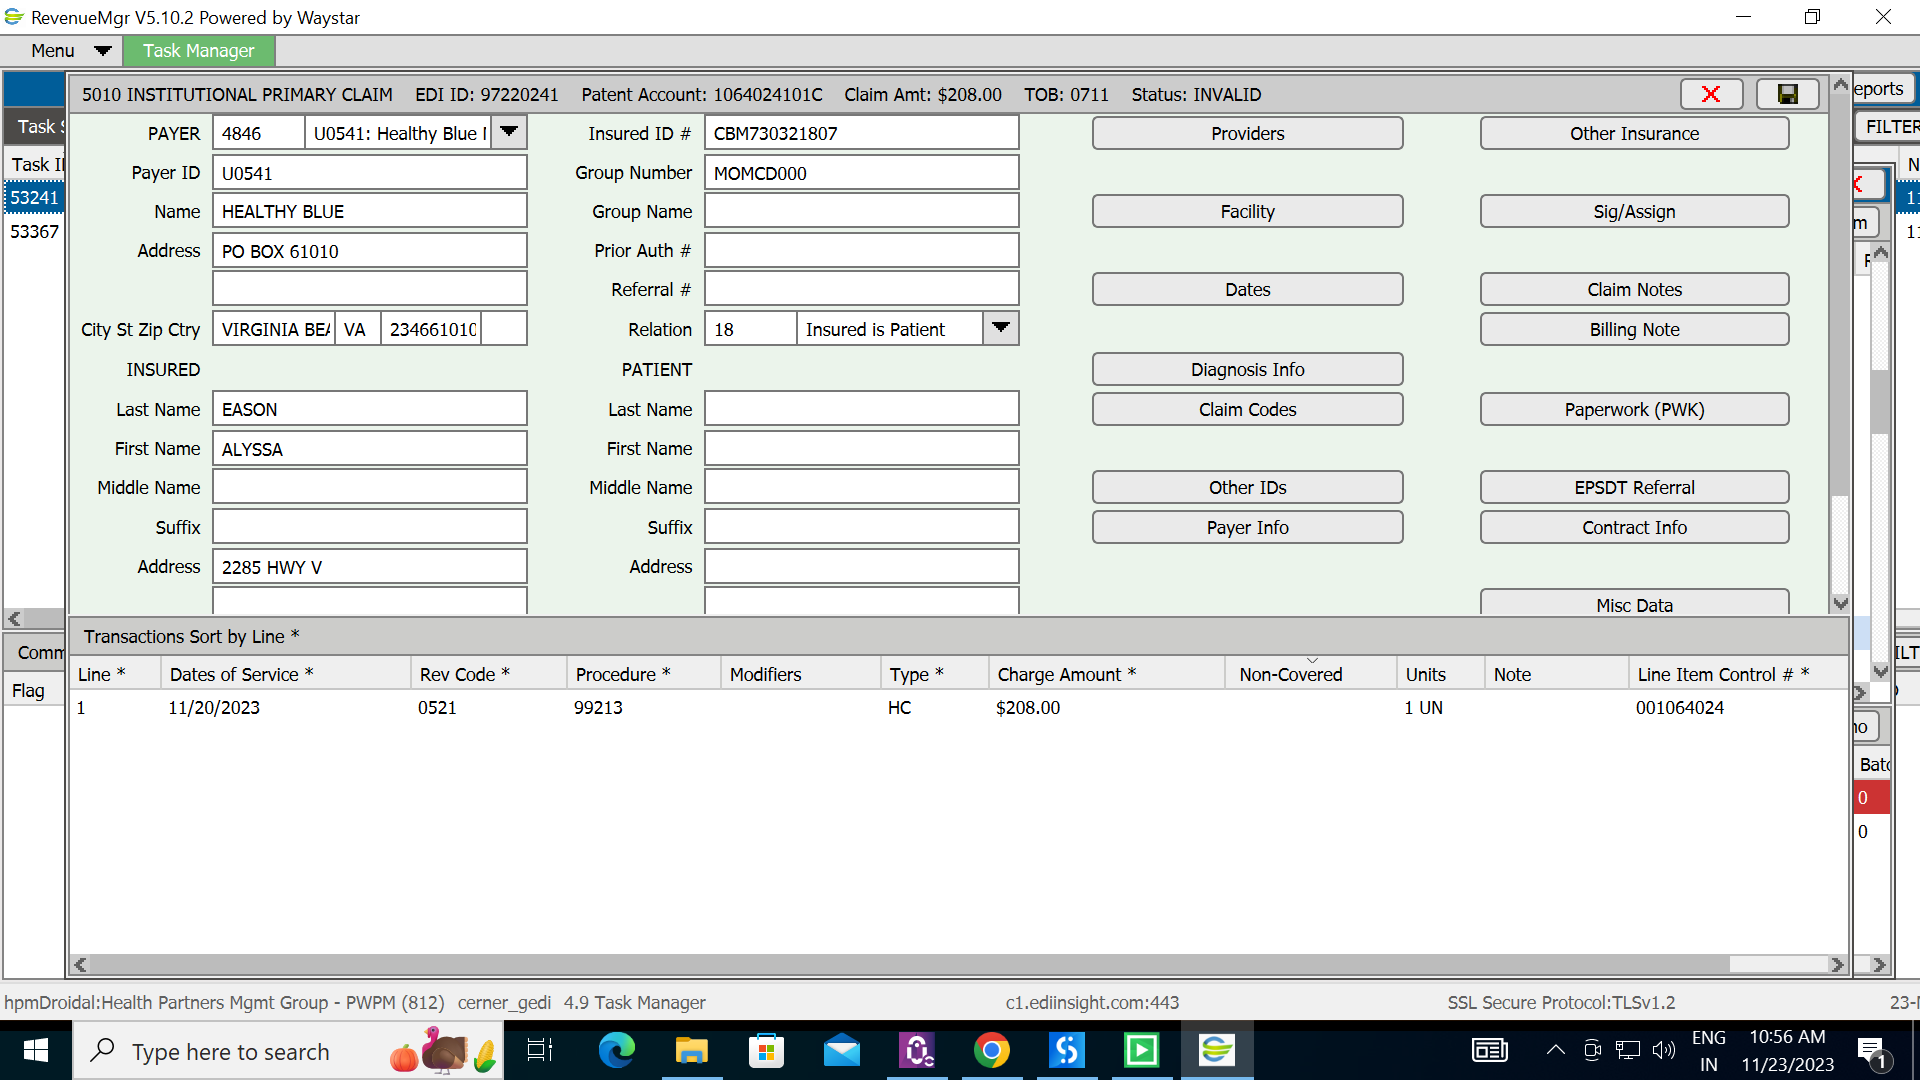 RevenueMgr V5.10.2 Powered by Waystar
Menu Task Manager
5010 INSTITUTIONAL PRIMARY CLAIM EDI ID: 97220241 Patent Account: 1064024101C Claim Amt: $208.00 TOB: 0711 Status: INVALID
eports
Task S
FILTER
Task II
53241
53367
PAYER 4846 U0541: Healthy Blue Insured ID # CBM730321807 Providers Other Insurance
Payer ID U0541 Group Number MOMCD000
Name HEALTHY BLUE Group Name Facility Sig/Assign
Address PO BOX 61010 Prior Auth #
Referral # Dates Claim Notes
City St Zip Ctry VIRGINIA BEA VA 234661010 Relation 18 Insured is Patient Billing Note
INSURED PATIENT Diagnosis Info
Last Name EASON Last Name Claim Codes Paperwork (PWK)
First Name ALYSSA First Name
Middle Name Middle Name Other IDs EPSDT Referral
Suffix Suffix Payer Info Contract Info
Address 2285 HWY V Address
Misc Data
Comm
Flag
Transactions Sort by Line *
Line * Dates of Service * Rev Code * Procedure * Modifiers Type * Charge Amount * Non-Covered Units Note Line Item Control # *
1 11/20/2023 0521 99213 HC $208.00 1 UN 001064024
Batc
0
0
hpmDroidal:Health Partners Mgmt Group - PWPM (812) cerner_gedi 4.9 Task Manager c1.ediinsight.com:443 SSL Secure Protocol:TLSv1.2 23-
Type here to search
ENG
IN
10:56 AM
11/23/2023
1